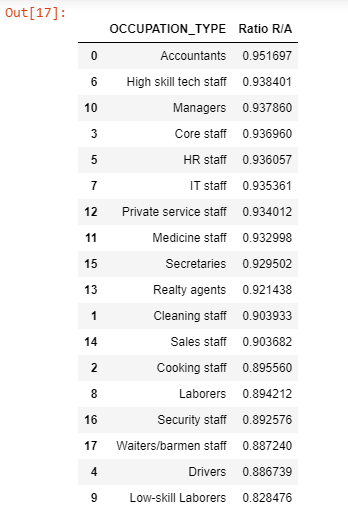 Out[17]:
OCCUPATION_TYPE Ratio R/A
0 Accountants 0.951697
6 High skill tech staff 0.938401
10 Managers 0.937860
3 Core staff 0.936960
5 HR staff 0.936057
7 IT staff 0.935361
12 Private service staff 0.934012
11 Medicine staff 0.932998
15 Secretaries 0.929502
13 Realty agents 0.921438
1 Cleaning staff 0.903933
14 Sales staff 0.903682
2 Cooking staff 0.895560
8 Laborers 0.894212
16 Security staff 0.892576
17 Waiters/barmen staff 0.887240
4 Drivers 0.886739
9 Low-skill Laborers 0.828476